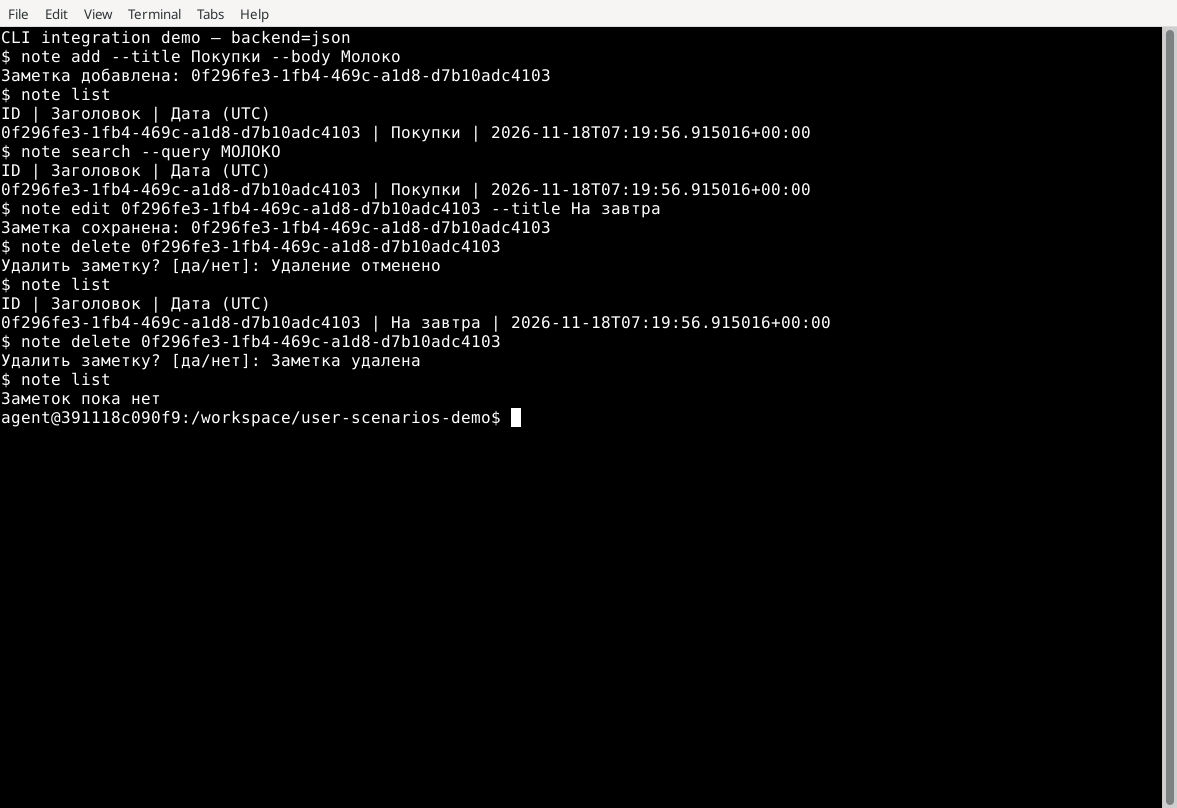 File Edit View Terminal Tabs Help
CLI integration demo — backend=json
$ note add --title Покупки --body Молоко
Заметка добавлена: 0f296fe3-1fb4-469c-a1d8-d7b10adc4103
$ note list
ID | Заголовок | Дата (UTC)
0f296fe3-1fb4-469c-a1d8-d7b10adc4103 | Покупки | 2026-11-18T07:19:56.915016+00:00
$ note search --query МОЛОКО
ID | Заголовок | Дата (UTC)
0f296fe3-1fb4-469c-a1d8-d7b10adc4103 | Покупки | 2026-11-18T07:19:56.915016+00:00
$ note edit 0f296fe3-1fb4-469c-a1d8-d7b10adc4103 --title На завтра
Заметка сохранена: 0f296fe3-1fb4-469c-a1d8-d7b10adc4103
$ note delete 0f296fe3-1fb4-469c-a1d8-d7b10adc4103
Удалить заметку? [да/нет]: Удаление отменено
$ note list
ID | Заголовок | Дата (UTC)
0f296fe3-1fb4-469c-a1d8-d7b10adc4103 | На завтра | 2026-11-18T07:19:56.915016+00:00
$ note delete 0f296fe3-1fb4-469c-a1d8-d7b10adc4103
Удалить заметку? [да/нет]: Заметка удалена
$ note list
Заметок пока нет
agent@391118c090f9:/workspace/user-scenarios-demo$